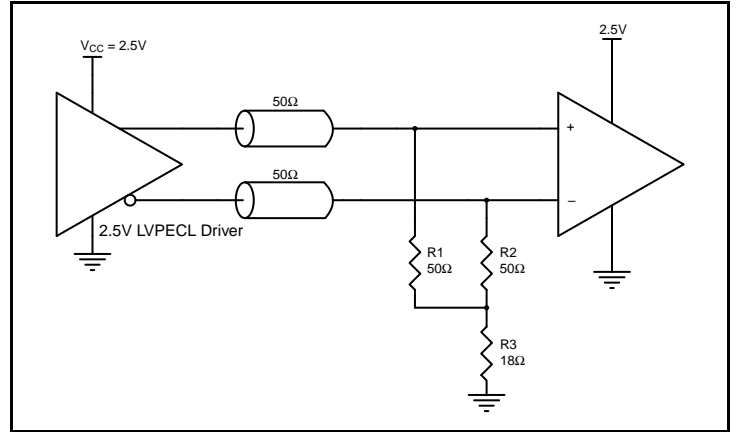 V_CC = 2.5V
2.5V
50Ω
50Ω
+
–
2.5V LVPECL Driver
R1
50Ω
R2
50Ω
R3
18Ω